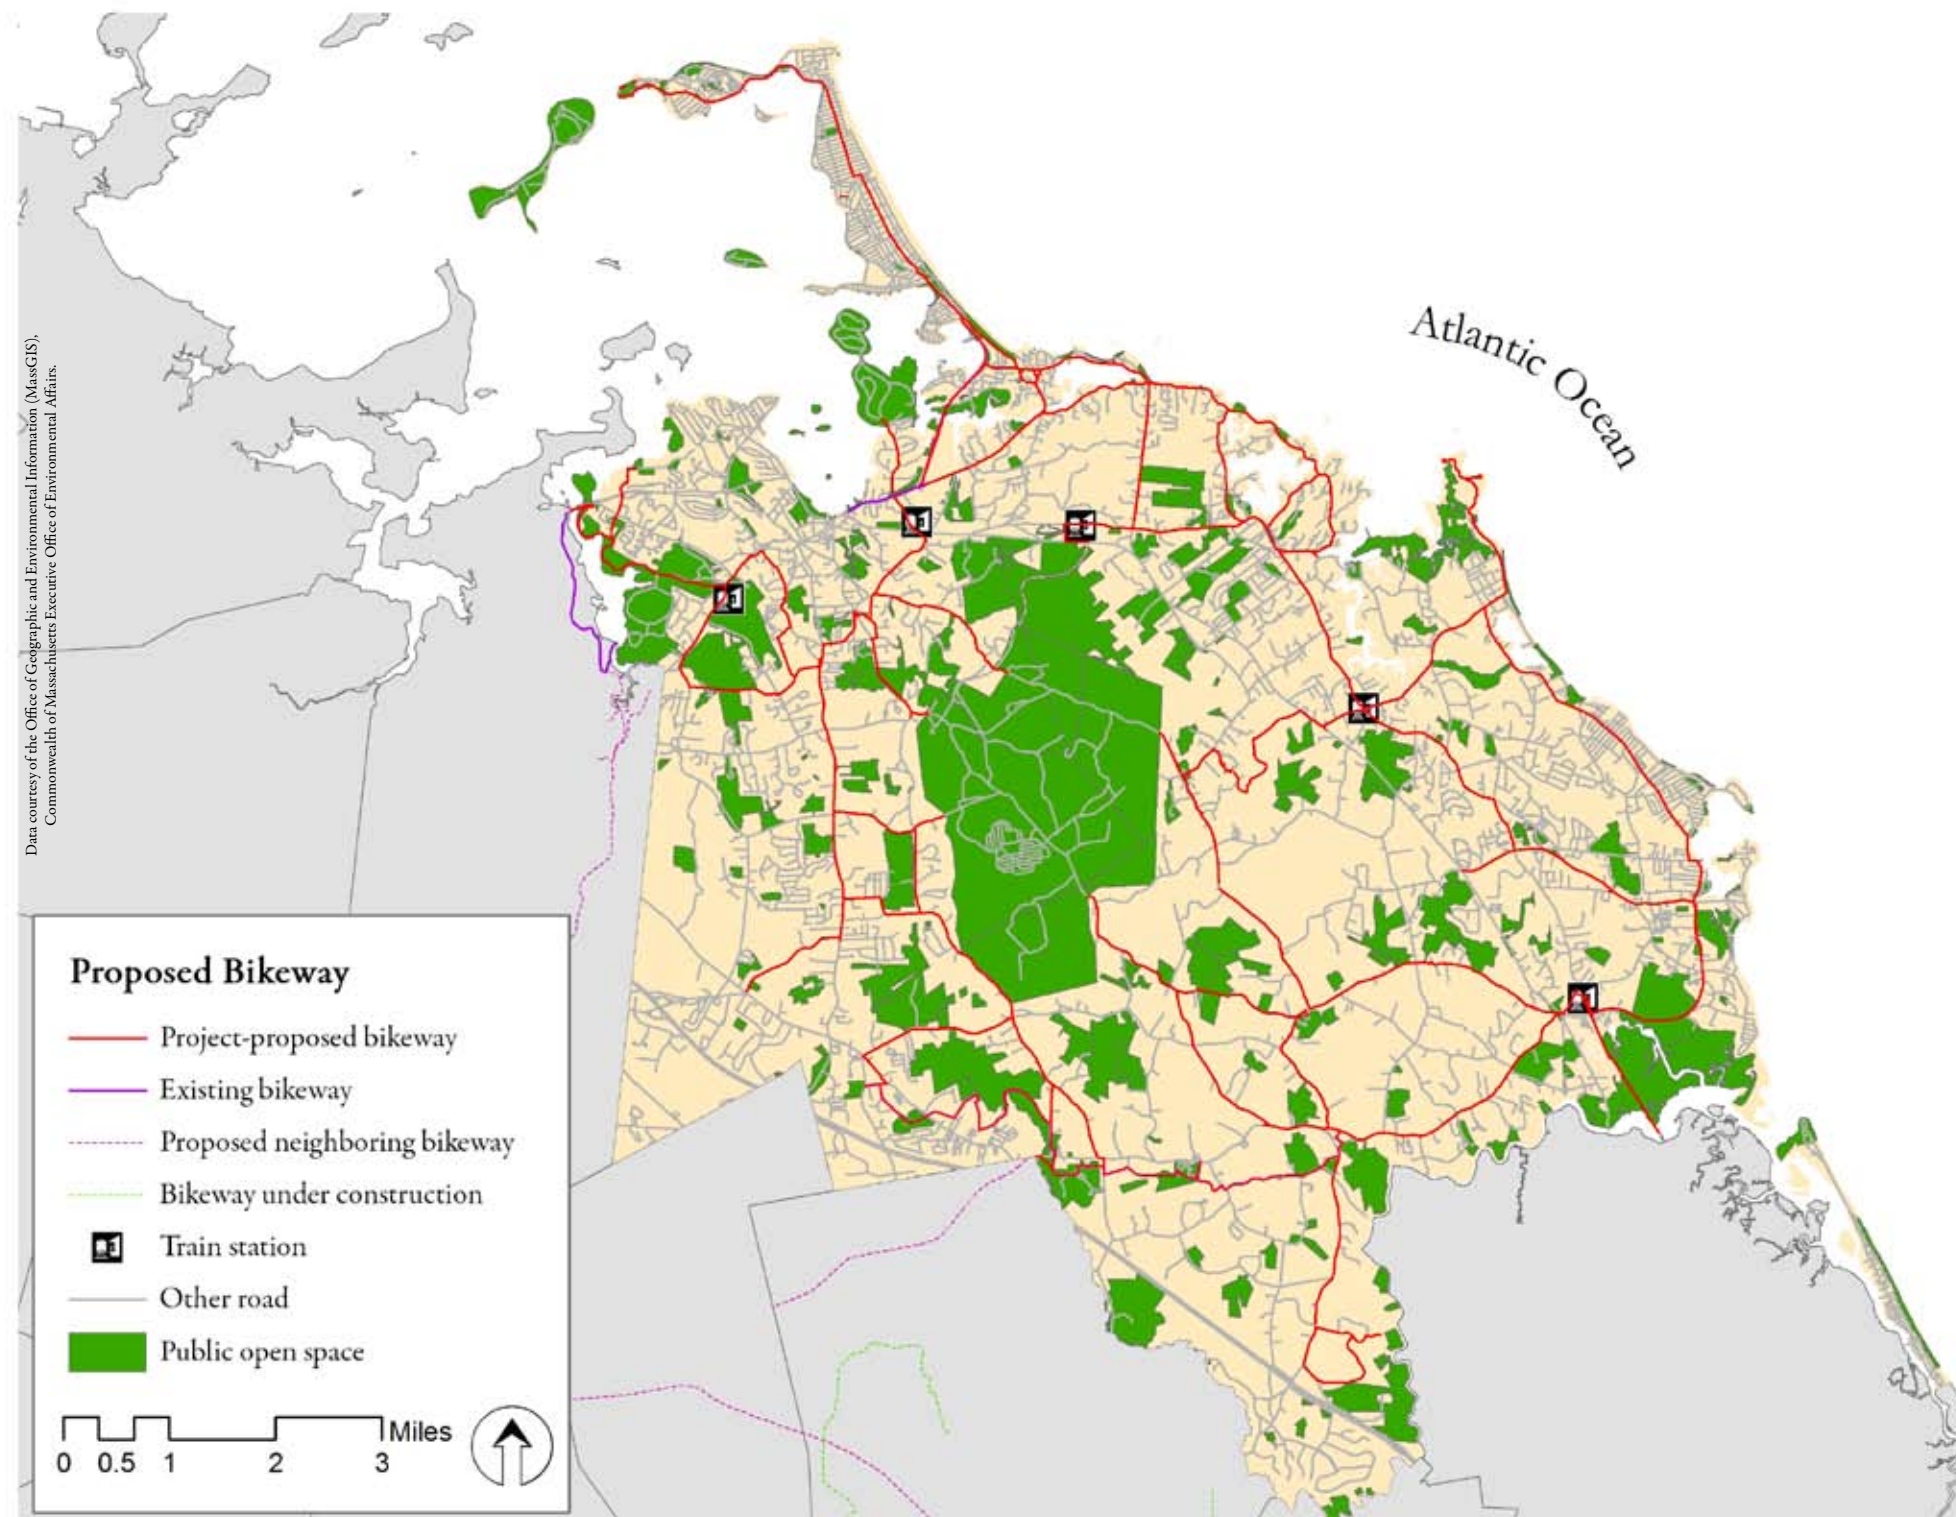 Data courtesy of the Office of Geographic and Environmental Information (MassGIS),
Commonwealth of Massachusetts Executive Office of Environmental Affairs.
Atlantic Ocean
Proposed Bikeway
Project-proposed bikeway
Existing bikeway
Proposed neighboring bikeway
Bikeway under construction
Train station
Other road
Public open space
Miles
0 0.5 1 2 3